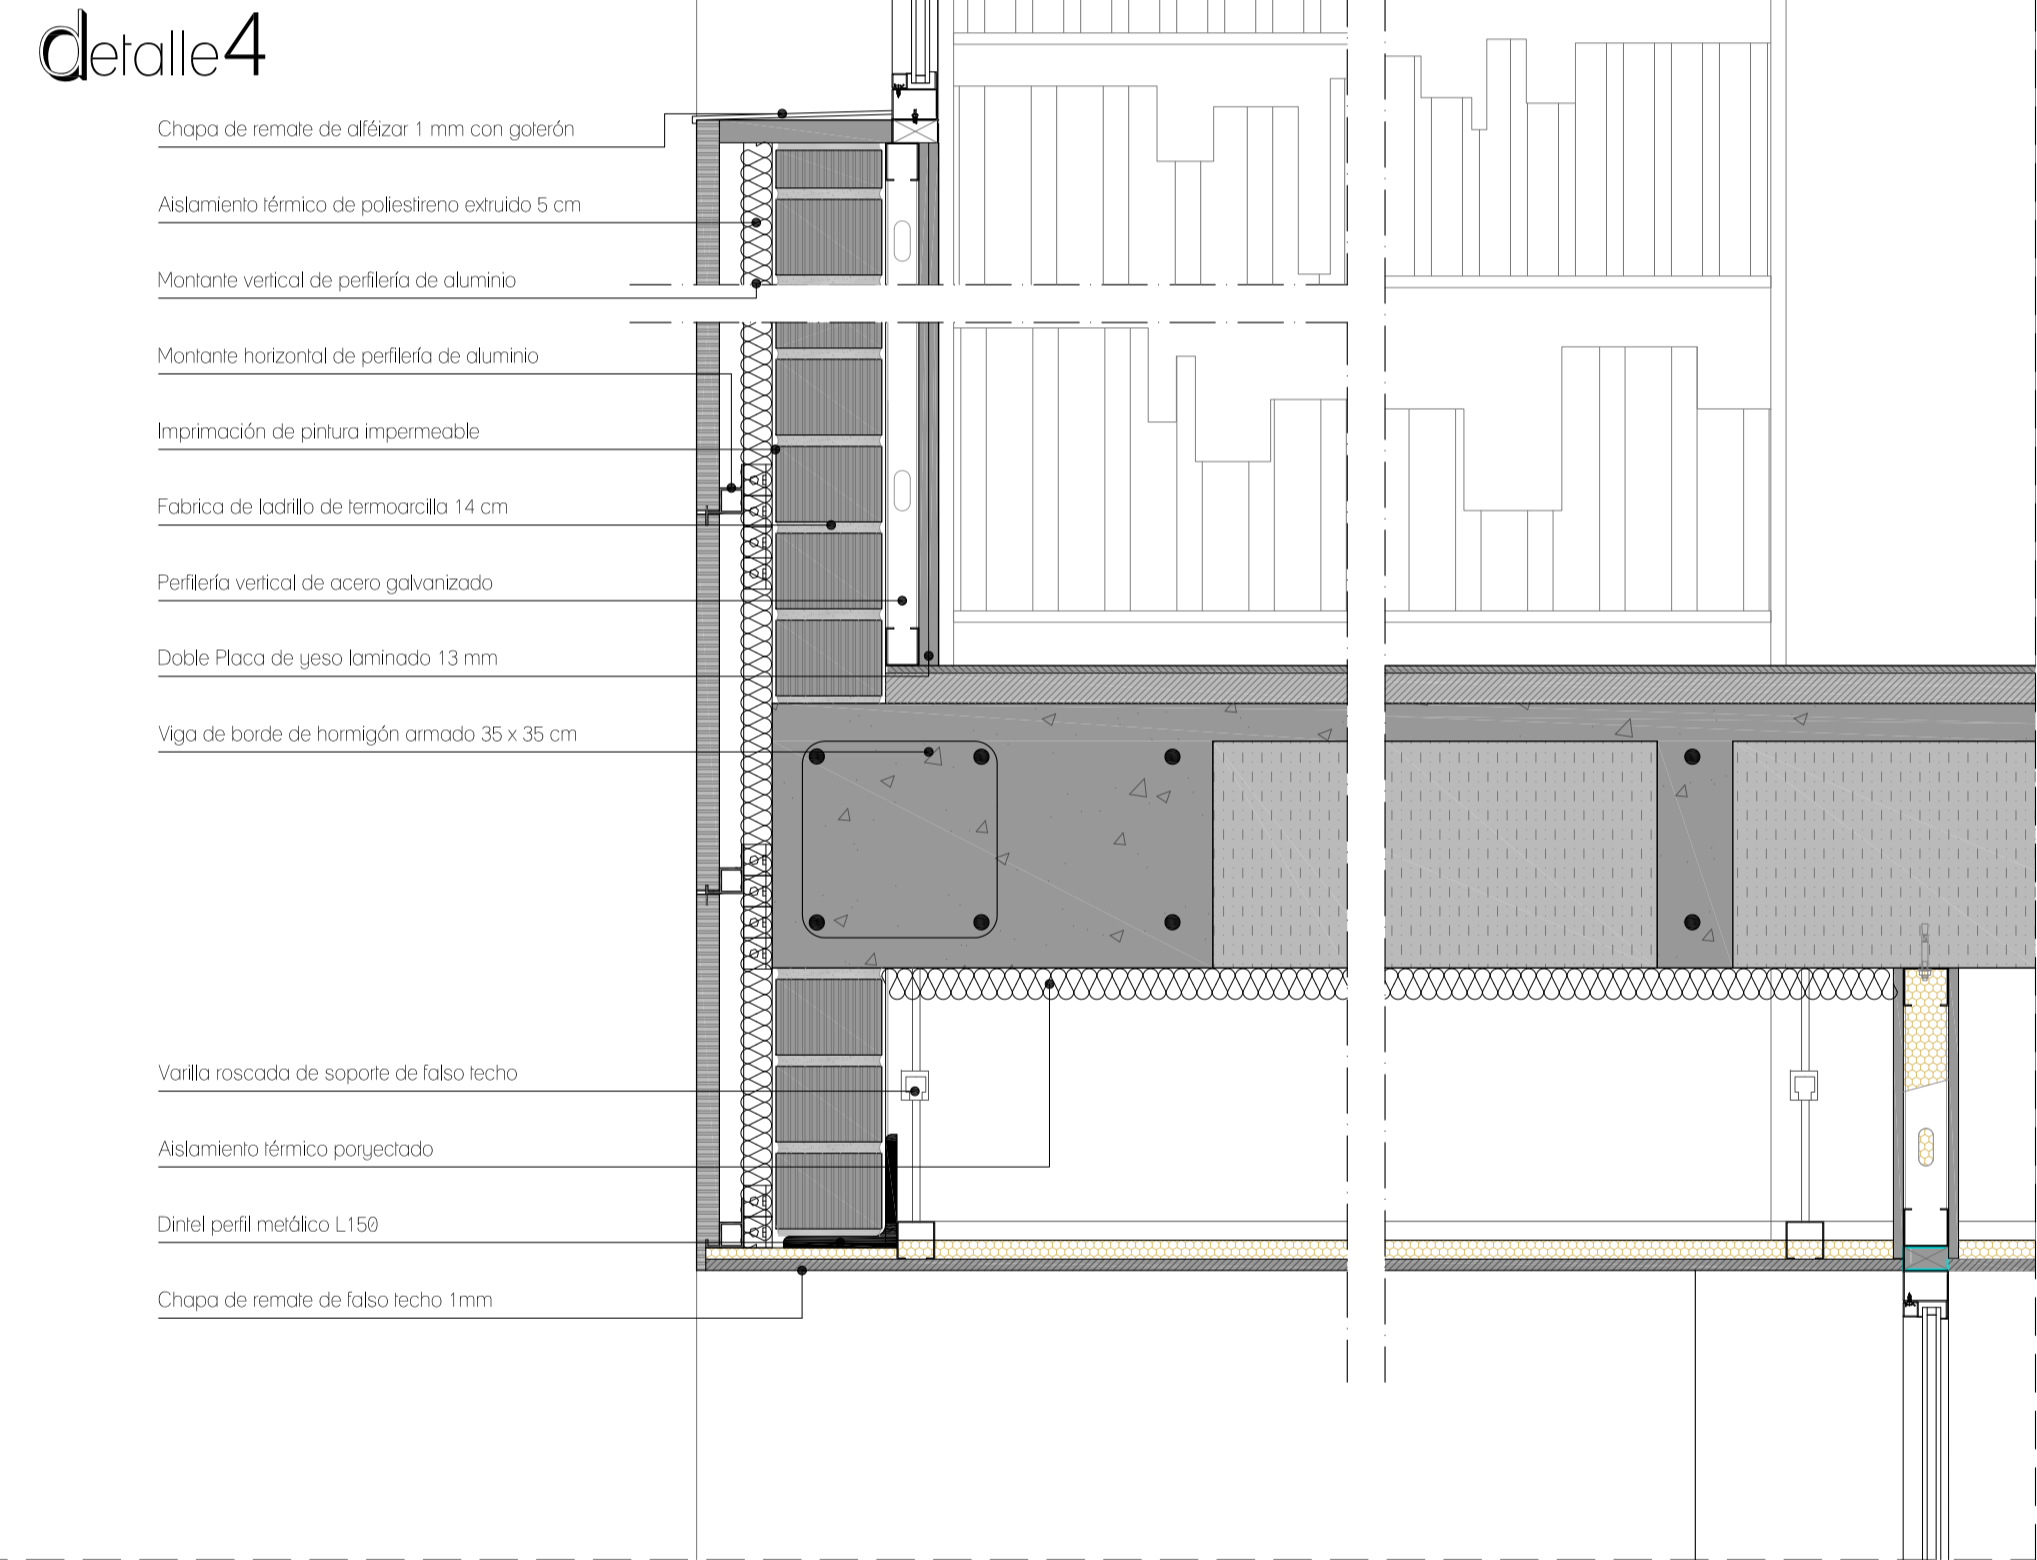 detalle4
Chapa de remate de alféizar 1 mm con goterón
Aislamiento térmico de poliestireno extruido 5 cm
Montante vertical de perfilería de aluminio
Montante horizontal de perfilería de aluminio
Imprimación de pintura impermeable
Fabrica de ladrillo de termoarcilla 14 cm
Perfilería vertical de acero galvanizado
Doble Placa de yeso laminado 13 mm
Viga de borde de hormigón armado 35 x 35 cm
Varilla roscada de soporte de falso techo
Aislamiento térmico poryectado
Dintel perfil metálico L150
Chapa de remate de falso techo 1mm